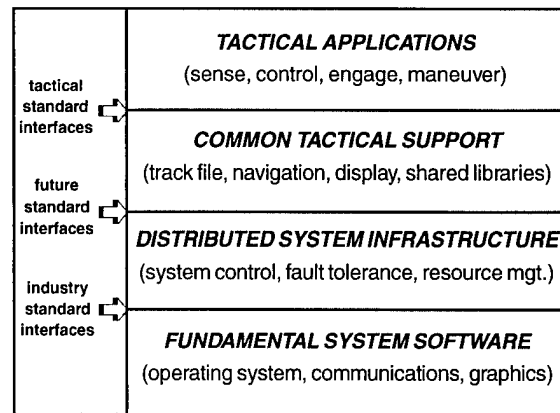 TACTICAL APPLICATIONS
(sense, control, engage, maneuver)
tactical
standard
interfaces
COMMON TACTICAL SUPPORT
(track file, navigation, display, shared libraries)
future
standard
interfaces
DISTRIBUTED SYSTEM INFRASTRUCTURE
(system control, fault tolerance, resource mgt.)
industry
standard
interfaces
FUNDAMENTAL SYSTEM SOFTWARE
(operating system, communications, graphics)